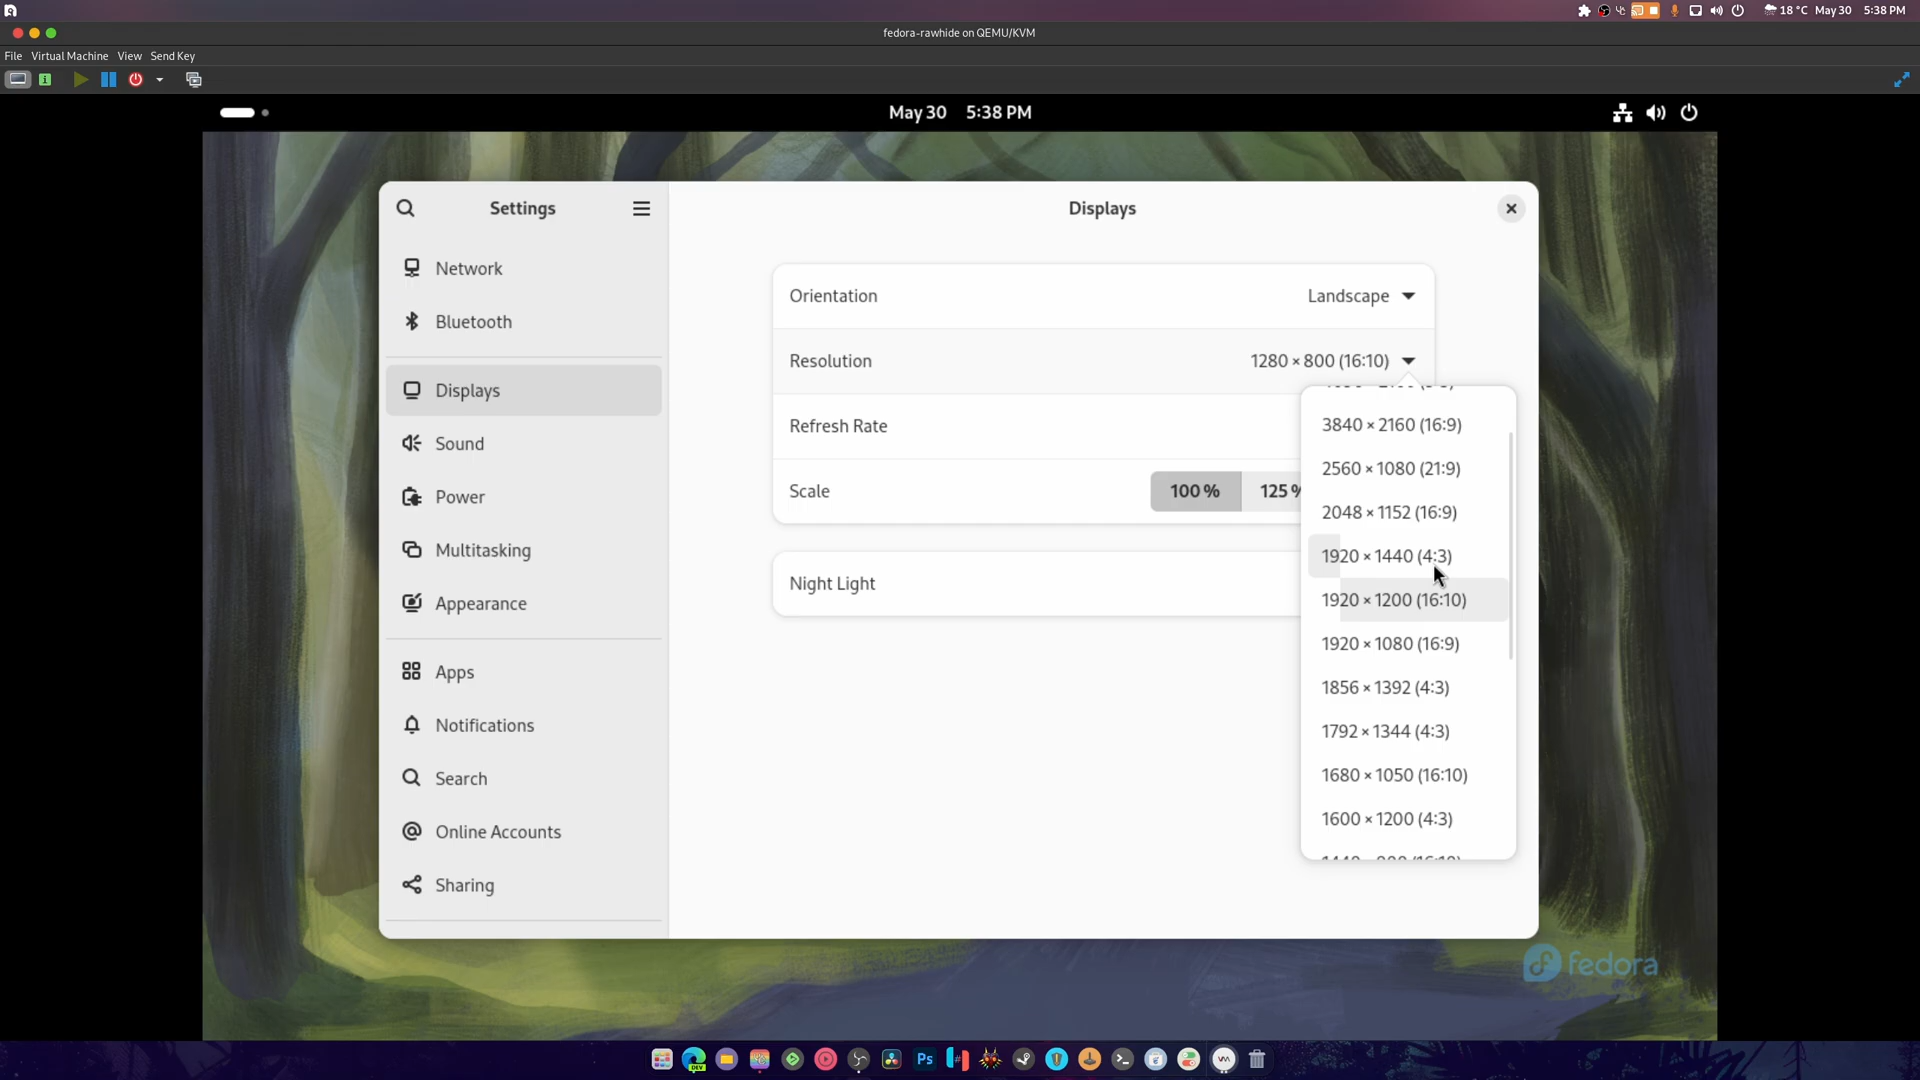 18 °C May 30 5:38 PM
fedora-rawhide on QEMU/KVM
File Virtual Machine View Send Key
May 30 5:38 PM
Settings
Displays
Network
Bluetooth
Displays
Sound
Power
Multitasking
Appearance
Apps
Notifications
Search
Online Accounts
Sharing
Orientation Landscape
Resolution 1280 × 800 (16:10)
Refresh Rate
Scale 100 % 125 %
Night Light
3840 × 2160 (16:9)
2560 × 1080 (21:9)
2048 × 1152 (16:9)
1920 × 1440 (4:3)
1920 × 1200 (16:10)
1920 × 1080 (16:9)
1856 × 1392 (4:3)
1792 × 1344 (4:3)
1680 × 1050 (16:10)
1600 × 1200 (4:3)
fedora
DEV
Ps